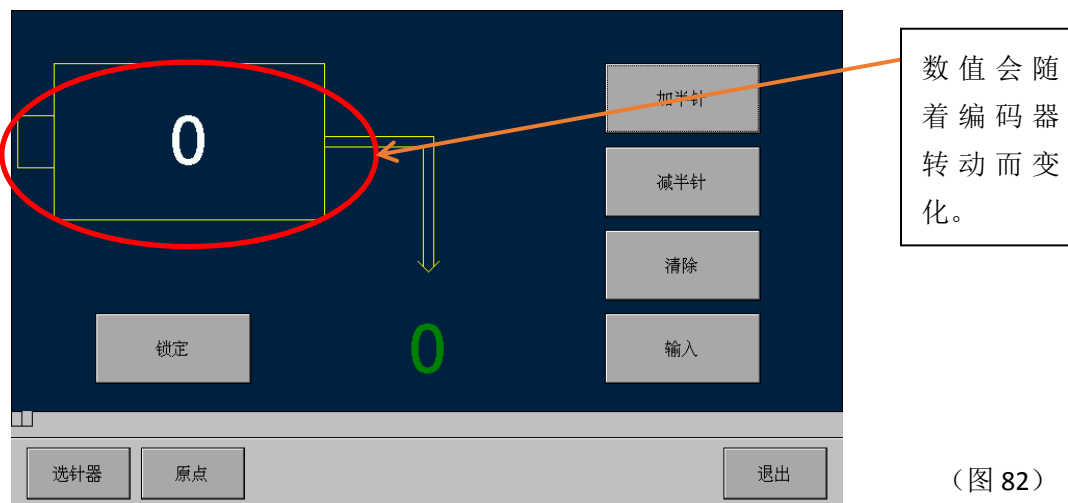 0
加半针
减半针
清除
锁定
0
输入
选针器
原点
退出
数值会随
着编码器
转动而变
化。
（图 82）